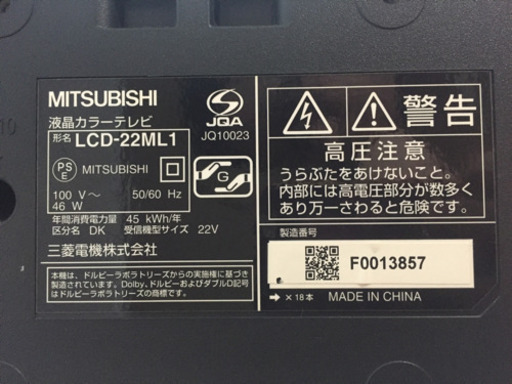 MITSUBISHI
液晶カラーテレビ
形名 LCD-22ML1
JQA
JQ10023
PS
E
MITSUBISHI
G
100 V～ 50/60 Hz
46 W
年間消費電力量 45 kWh/年
区分名 DK 受信機型サイズ 22V
三菱電機株式会社
本機は、ドルビーラボラトリーズからの実施権に基づき
製造されています。Dolby、ドルビーおよびダブルD記号
はドルビーラボラトリーズの商標です。
警告
高圧注意
うらぶたをあけないこと。
内部には高電圧部分が数多く
あり万一さわると危険です。
製造番号
F0013857
→ ×18本 MADE IN CHINA